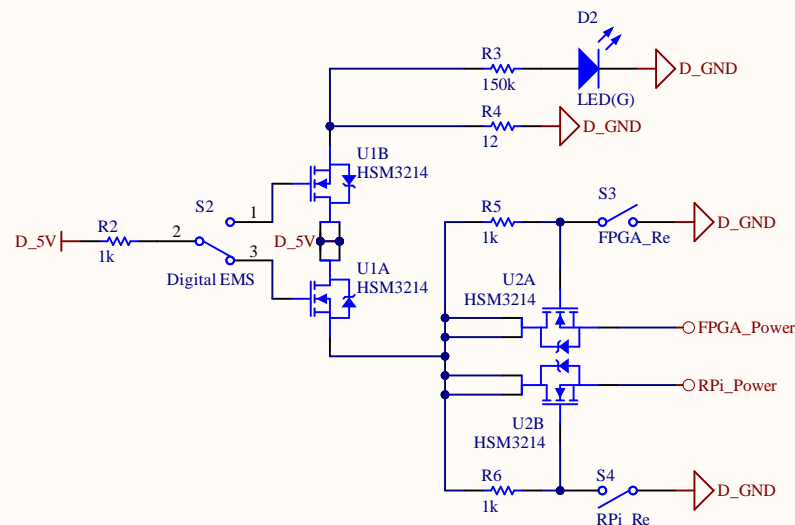 D2
R3
150k
LED(G)
D_GND
R4
12
D_GND
U1B
HSM3214
S2
1
R2
D_5V
1k
2
3
Digital EMS
D_5V
U1A
HSM3214
R5
1k
S3
FPGA_Re
D_GND
U2A
HSM3214
FPGA_Power
RPi_Power
U2B
HSM3214
R6
1k
S4
RPi_Re
D_GND